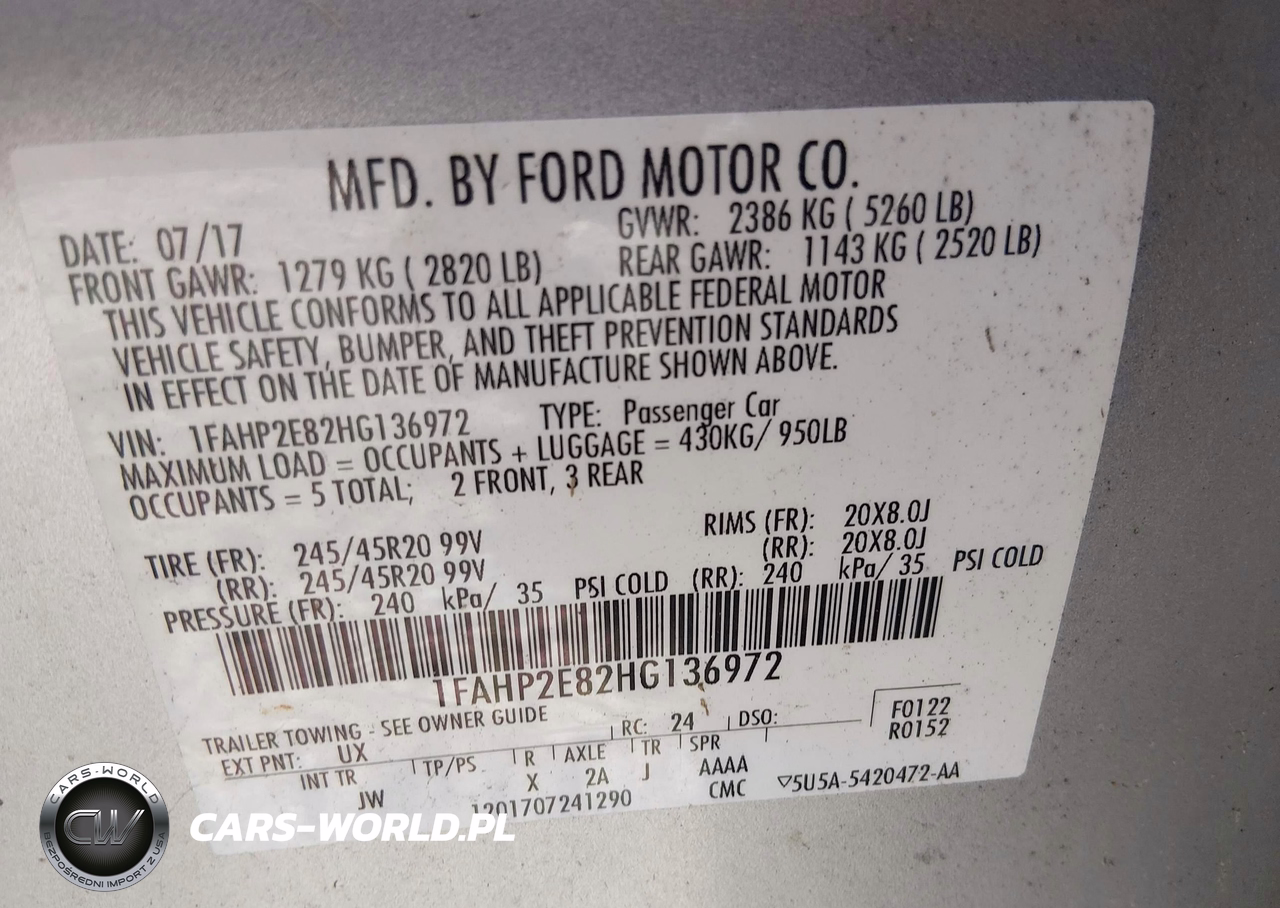 MFD. BY FORD MOTOR CO.
DATE: 07/17 GVWR: 2386 KG ( 5260 LB)
FRONT GAWR: 1279 KG ( 2820 LB) REAR GAWR: 1143 KG ( 2520 LB)
THIS VEHICLE CONFORMS TO ALL APPLICABLE FEDERAL MOTOR
VEHICLE SAFETY, BUMPER, AND THEFT PREVENTION STANDARDS
IN EFFECT ON THE DATE OF MANUFACTURE SHOWN ABOVE.
VIN: 1FAHP2E82HG136972 TYPE: Passenger Car
MAXIMUM LOAD = OCCUPANTS + LUGGAGE = 430KG/ 950LB
OCCUPANTS = 5 TOTAL; 2 FRONT, 3 REAR
TIRE (FR): 245/45R20 99V RIMS (FR): 20X8.0J
(RR): 245/45R20 99V (RR): 20X8.0J
PRESSURE (FR): 240 kPa/ 35 PSI COLD (RR): 240 kPa/ 35 PSI COLD
1FAHP2E82HG136972
TRAILER TOWING - SEE OWNER GUIDE
EXT PNT: UX RC: 24 DSO: F0122
R0152
INT TR TP/PS R AXLE TR SPR
JW X 2A J AAAA
1201707241290 CMC ▽5U5A-5420472-AA
CARS-WORLD
CW
BEZPOŚREDNI IMPORT Z USA
CARS-WORLD.PL